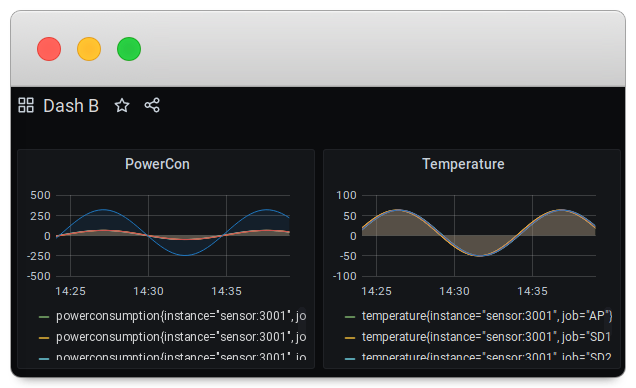 Dash B
PowerCon
500
250
0
-250
-500
14:25
14:30
14:35
powerconsumption{instance="sensor:3001", jo
powerconsumption{instance="sensor:3001", jo
powerconsumption{instance="sensor:3001", jo
Temperature
100
50
0
-50
-100
14:25
14:30
14:35
temperature{instance="sensor:3001", job="AP"}
temperature{instance="sensor:3001", job="SD1
temperature{instance="sensor:3001", job="SD2